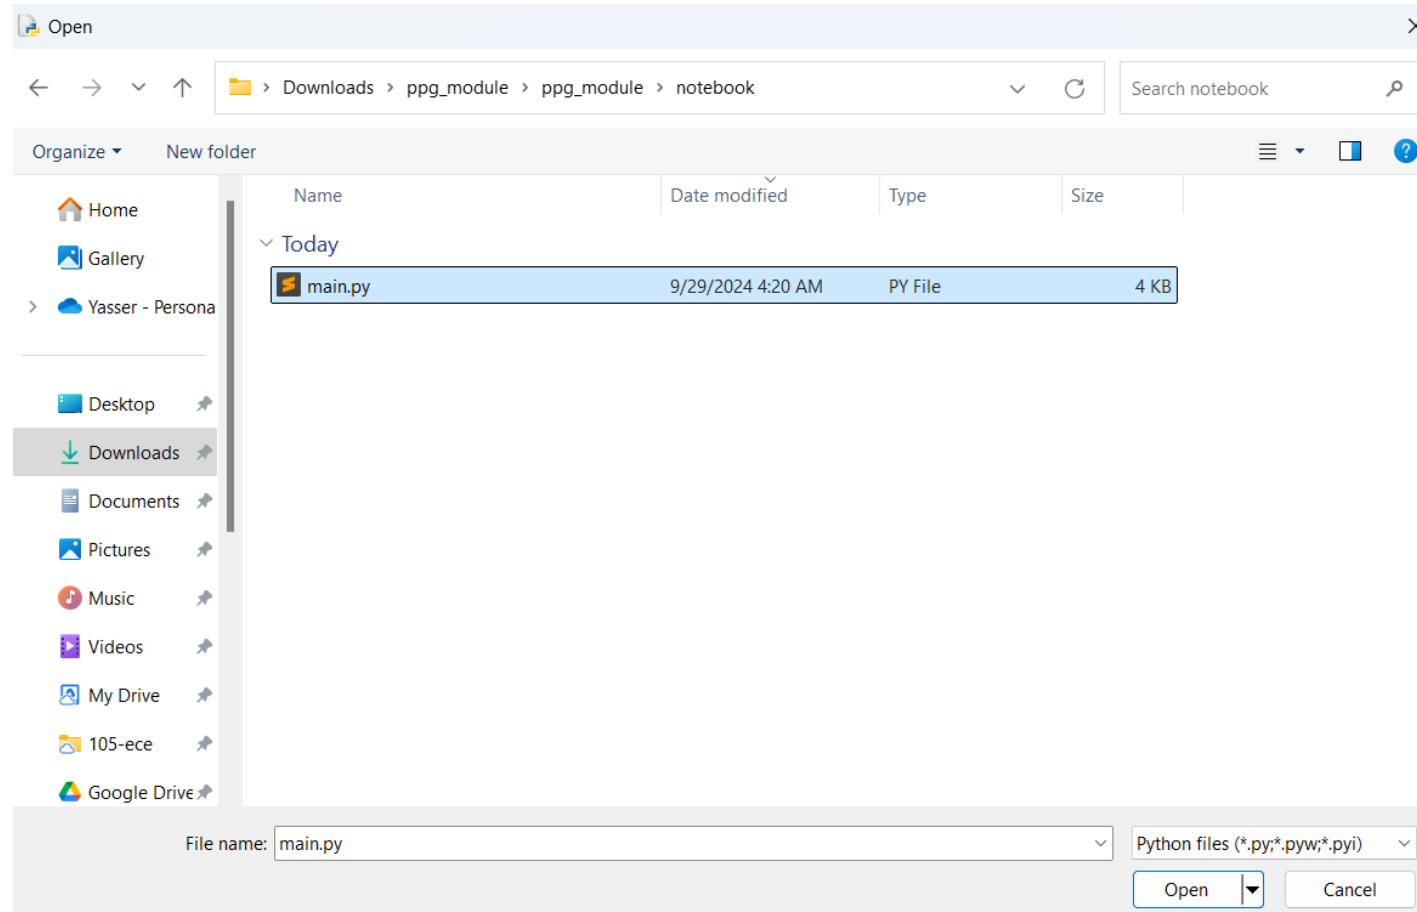 Open
Downloads > ppg_module > ppg_module > notebook
Search notebook
Organize
New folder
Name Date modified Type Size
Home
Today
Gallery
main.py 9/29/2024 4:20 AM PY File 4 KB
Yasser - Persona
Desktop
Downloads
Documents
Pictures
Music
Videos
My Drive
105-ece
Google Drive
File name: main.py
Python files (*.py;*.pyw;*.pyi)
Open
Cancel